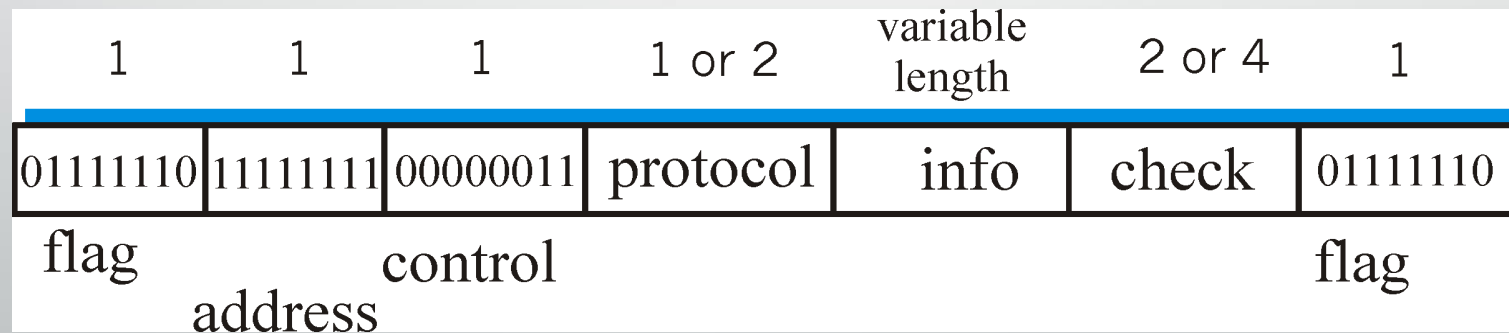 1 1 1 1 or 2 variable length 2 or 4 1
01111110 11111111 00000011 protocol info check 01111110
flag address control flag